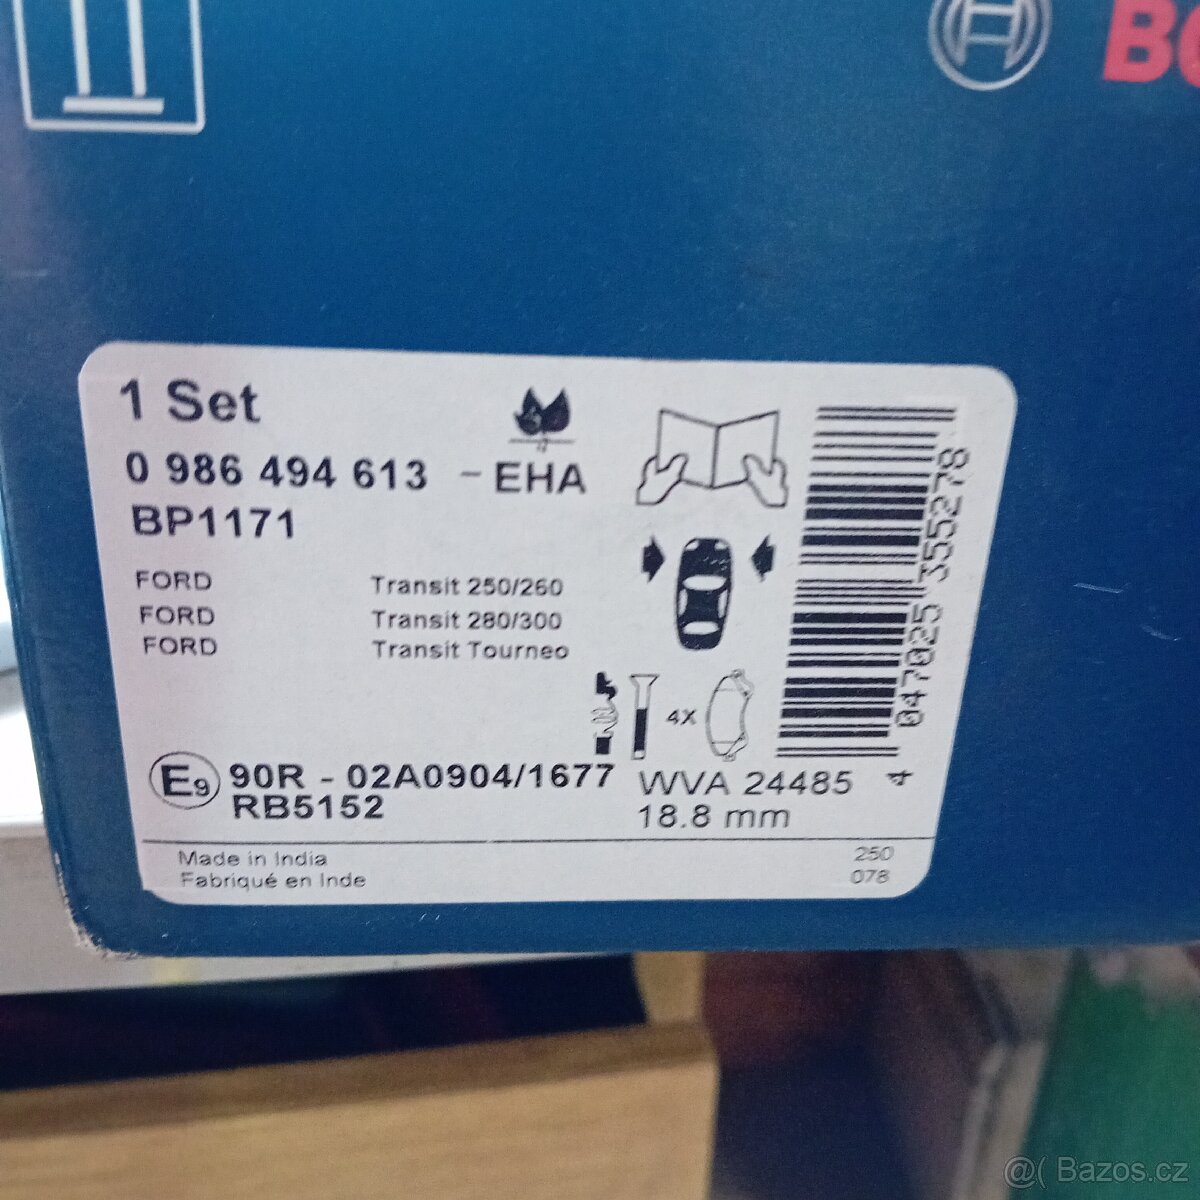 1 Set
0 986 494 613 - EHA
BP1171
FORD Transit 250/260
FORD Transit 280/300
FORD Transit Tourneo
4X
E9 90R - 02A0904/1677
RB5152
WVA 24485
18.8 mm
4 047025 355278
Made in India
Fabriqué en Inde
250
078
@( Bazos.cz